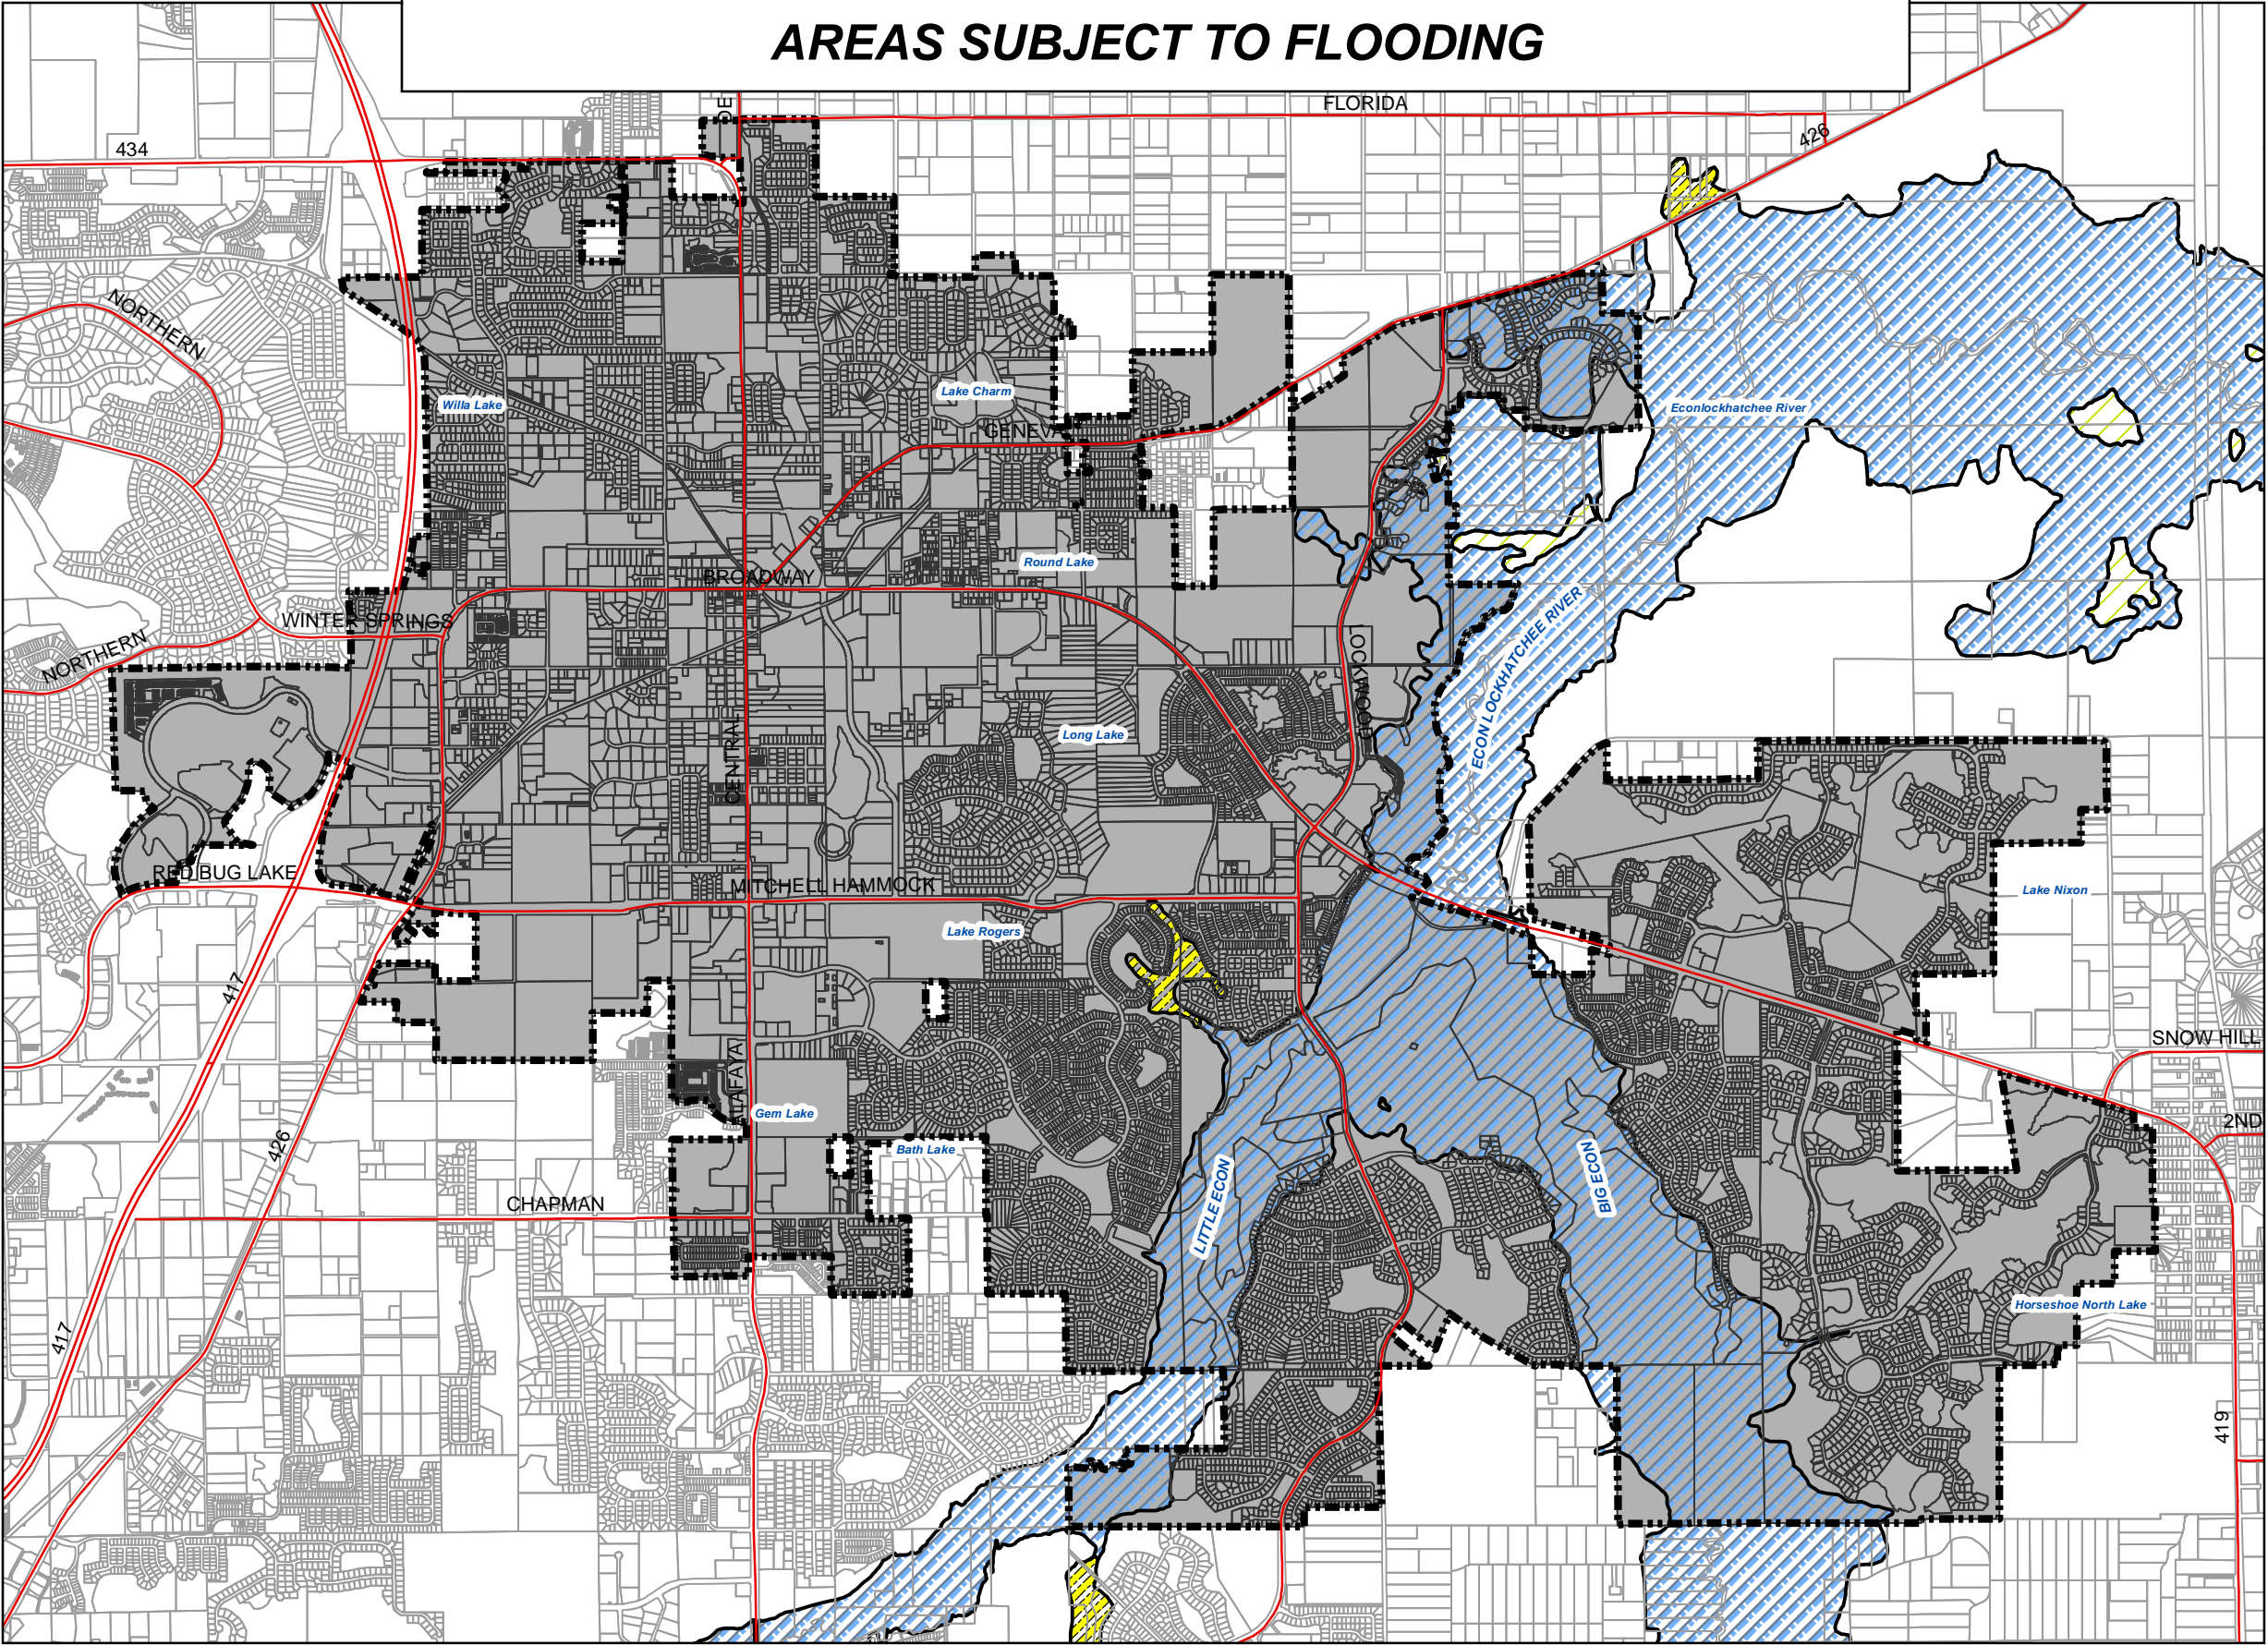 AREAS SUBJECT TO FLOODING
FLORIDA
DE
426
434
NORTHERN
Lake Charm
Willa Lake
Econlockhatchee River
GENEVA
Round Lake
BROADWAY
ECON LOCKHATCHEE RIVER
WINTER SPRINGS
NORTHERN
LOCKWOOD
Long Lake
CENTRAL
RED BUG LAKE
MITCHELL HAMMOCK
Lake Nixon
Lake Rogers
417
SNOW HILL
ALAFAYA
Gem Lake
2ND
426
Bath Lake
BIG ECON
LITTLE ECON
CHAPMAN
Horseshoe North Lake
417
419